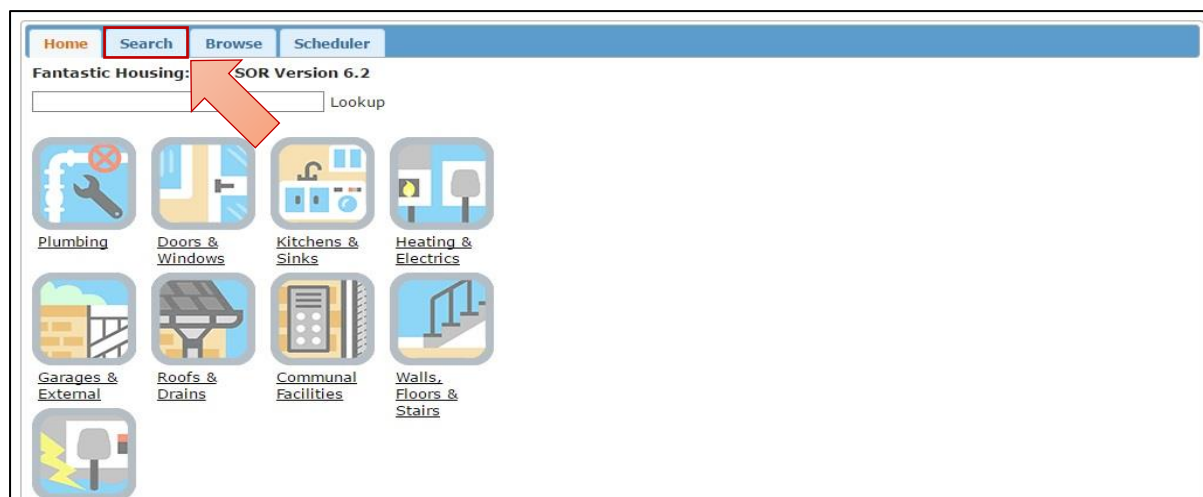 Home Search Browse Scheduler
Fantastic Housing: SOR Version 6.2
Lookup
Plumbing
Doors &
Windows
Kitchens &
Sinks
Heating &
Electrics
Garages &
External
Roofs &
Drains
Communal
Facilities
Walls,
Floors &
Stairs